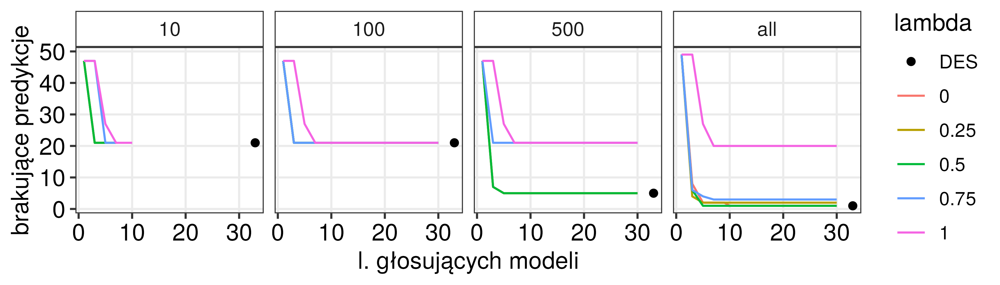 10 100 500 all
brakujące predykcje
50
40
30
20
10
0
0 10 20 30 0 10 20 30 0 10 20 30 0 10 20 30
l. głosujących modeli
lambda
DES
0
0.25
0.5
0.75
1